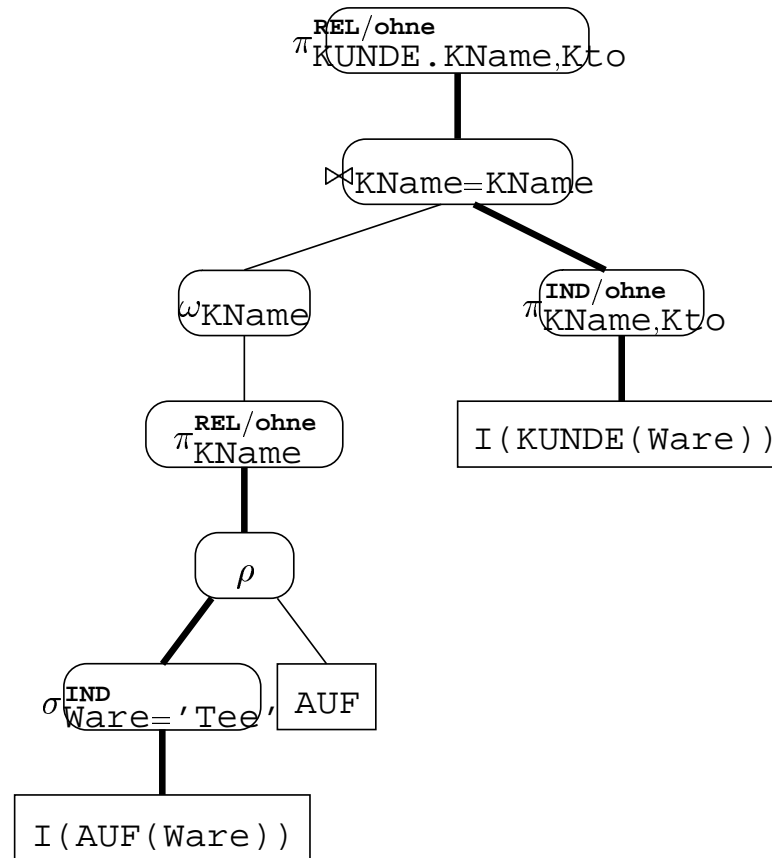 π REL/ohne KUNDE.KName,Kto
⋈ KName=KName
ω KName
π IND/ohne KName,Kto
π REL/ohne KName
I(KUNDE(Ware))
ρ
σ IND Ware='Tee'
AUF
I(AUF(Ware))